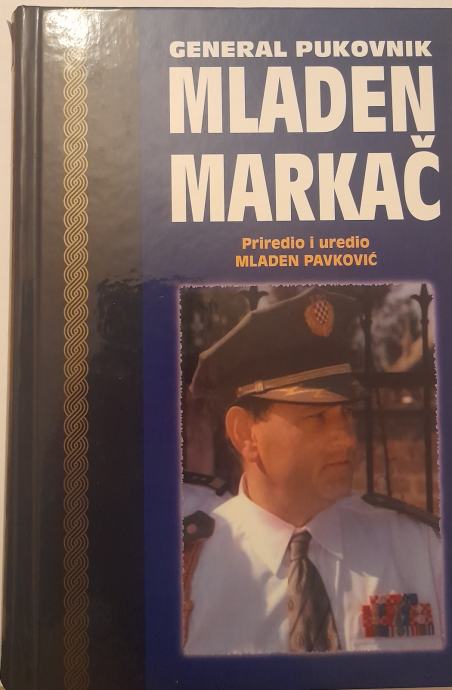 GENERAL PUKOVNIK
MLADEN
MARKAČ
Priredio i uredio
MLADEN PAVKOVIĆ